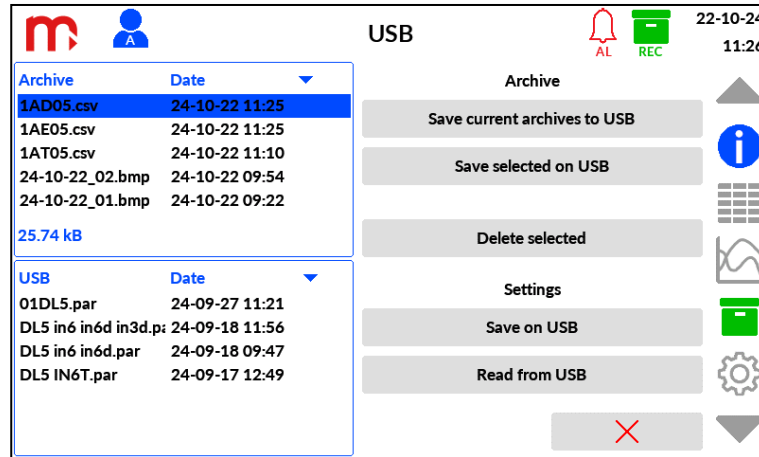 m
A
USB
AL
REC
22-10-24
11:26
Archive Date
1AD05.csv 24-10-22 11:25
1AE05.csv 24-10-22 11:25
1AT05.csv 24-10-22 11:10
24-10-22_02.bmp 24-10-22 09:54
24-10-22_01.bmp 24-10-22 09:22
25.74 kB
USB Date
01DL5.par 24-09-27 11:21
DL5 in6 in6d in3d.pa 24-09-18 11:56
DL5 in6 in6d.par 24-09-18 09:47
DL5 IN6T.par 24-09-17 12:49
Archive
Save current archives to USB
Save selected on USB
Delete selected
Settings
Save on USB
Read from USB
i